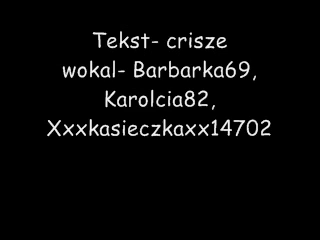 Tekst- crisze
wokal- Barbarka69,
Karolcia82,
Xxxkasieczkaxx14702